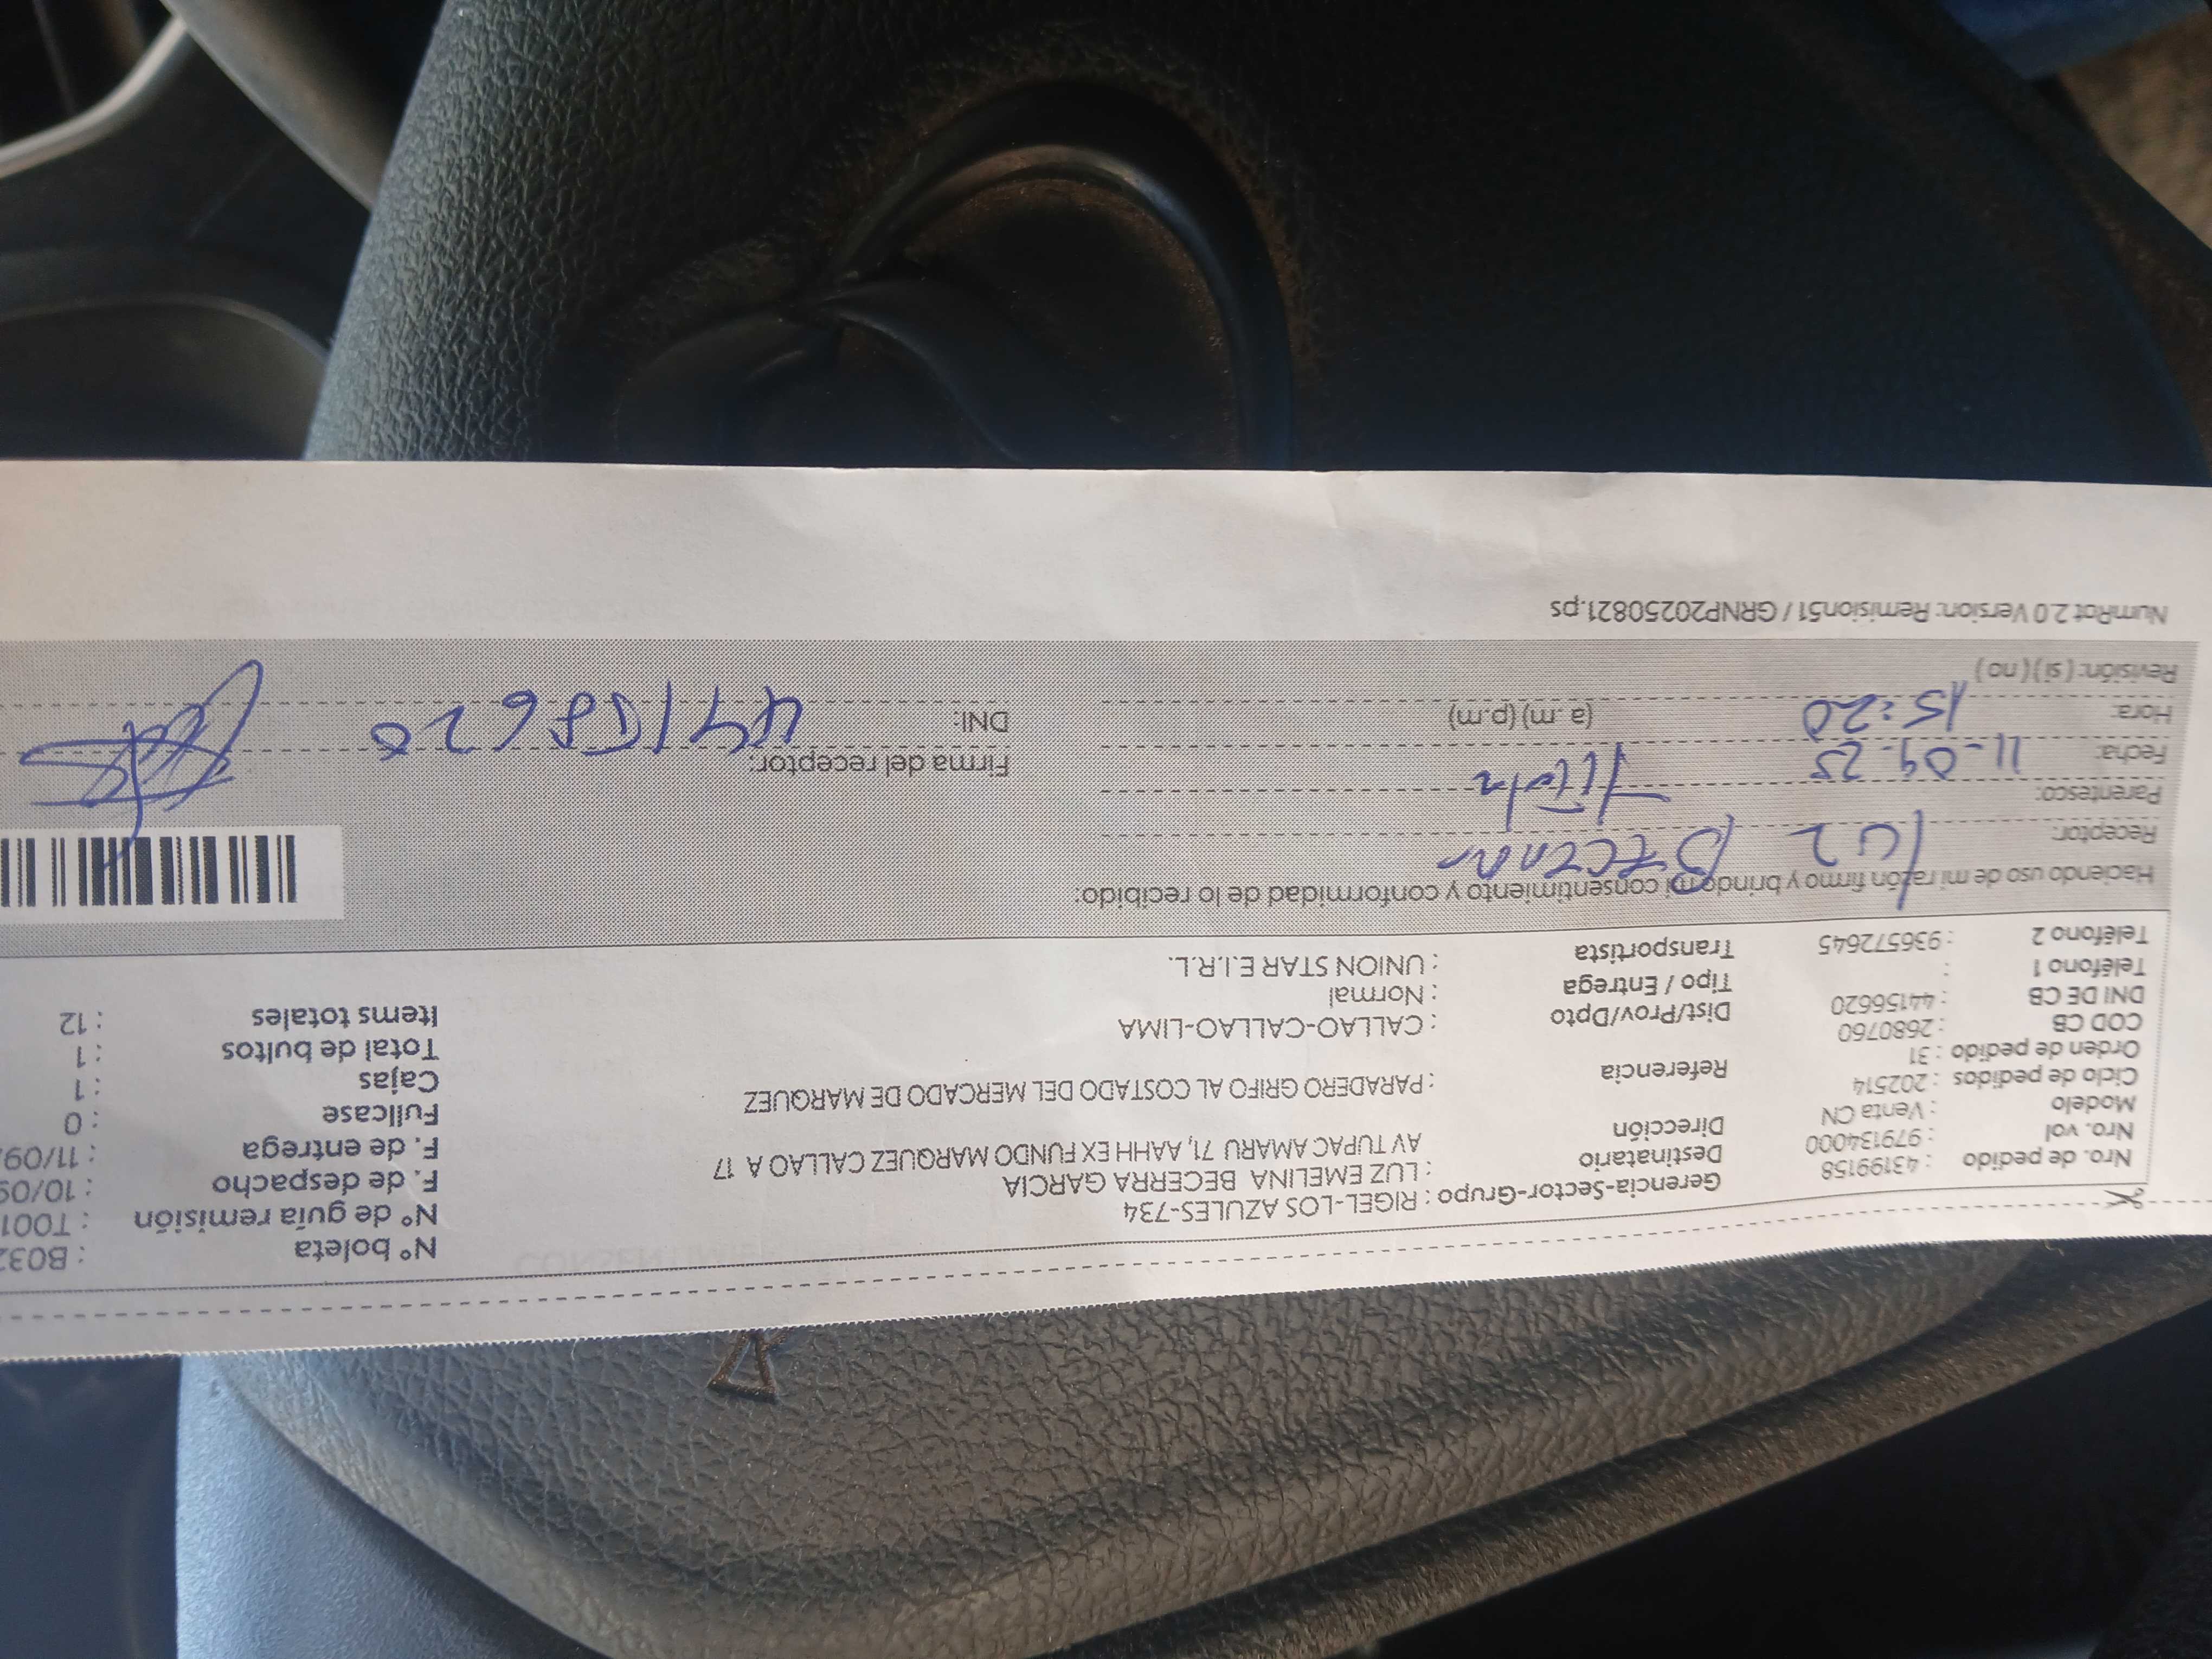 Nº boleta : B032
Nº de guía remisión : T001
F. de despacho : 10/09
F. de entrega : 11/09
Fullcase : 0
Cajas : 1
Total de bultos : 1
Items totales : 12
Gerencia-Sector-Grupo : RIGEL-LOS AZULES-734
Destinatario : LUZ EMELINA BECERRA GARCIA
Dirección AV TUPAC AMARU 71, AAHH EX FUNDO MARQUEZ CALLAO A 17
Referencia : PARADERO GRIFO AL COSTADO DEL MERCADO DE MARQUEZ
Dist/Prov/Dpto : CALLAO-CALLAO-LIMA
Tipo / Entrega : Normal
Transportista : UNION STAR E.I.R.L.
Nro. de pedido : 43199158
Nro. vol : 979134000
Modelo : Venta CN
Ciclo de pedidos : 202514
Orden de pedido : 31
COD CB : 2680760
DNI DE CB : 44156620
Teléfono 1 :
Teléfono 2 : 936572645
Haciendo uso de mi razón firmo y brindo mi consentimiento y conformidad de lo recibido:
Receptor: Luz Becerra
Parentesco: Titular
Fecha: 11-09-25
Hora: 15:20 (a.m) (p.m)
Revisión: (si) (no)
Firma del receptor:
DNI:
NumRot 2.0 Version: Remision51 / GRNP20250821.ps